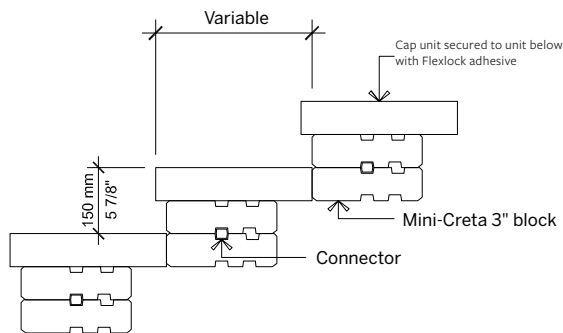 Variable
Cap unit secured to unit below
with Flexlock adhesive
150 mm
5 7/8"
Mini-Creta 3" block
Connector